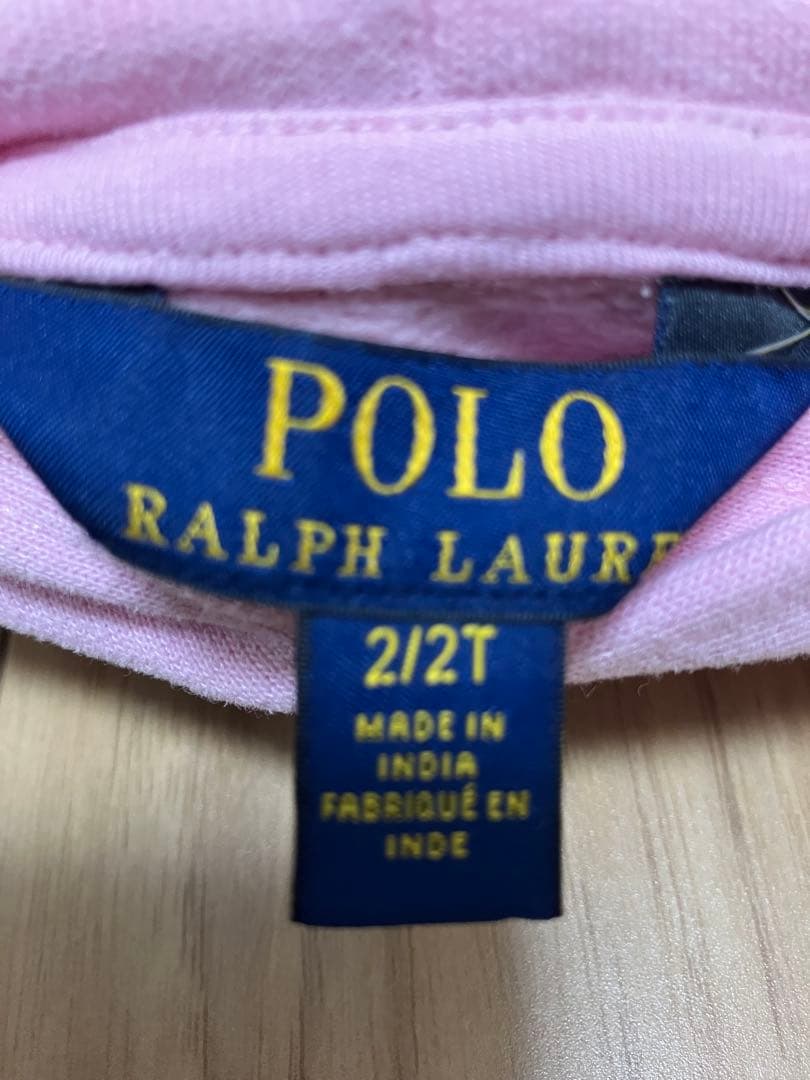 POLO
RALPH LAURE
2/2T
MADE IN
INDIA
FABRIQUÉ EN
INDE